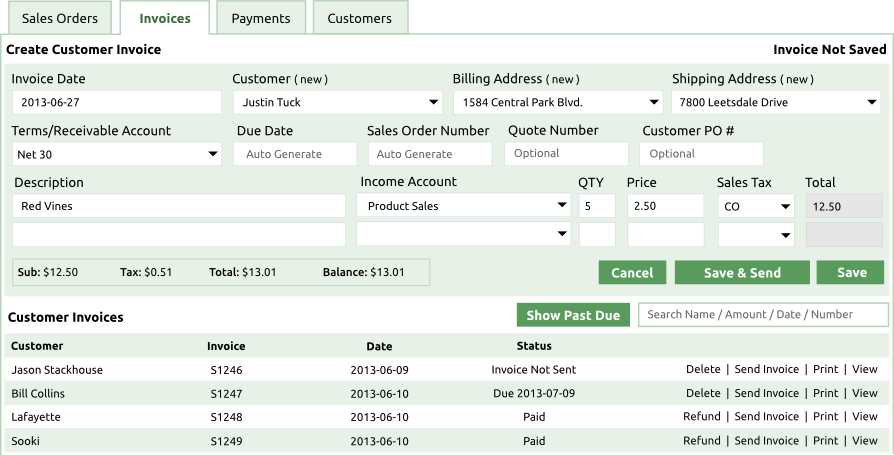 Sales Orders Invoices Payments Customers
Create Customer Invoice Invoice Not Saved
Invoice Date Customer ( new ) Billing Address ( new ) Shipping Address ( new )
2013-06-27 Justin Tuck 1584 Central Park Blvd. 7800 Leetsdale Drive
Terms/Receivable Account Due Date Sales Order Number Quote Number Customer PO #
Net 30 Auto Generate Auto Generate Optional Optional
Description Income Account QTY Price Sales Tax Total
Red Vines Product Sales 5 2.50 CO 12.50
Sub: $12.50 Tax: $0.51 Total: $13.01 Balance: $13.01 Cancel Save & Send Save
Customer Invoices Show Past Due Search Name / Amount / Date / Number
Customer Invoice Date Status
Jason Stackhouse S1246 2013-06-09 Invoice Not Sent Delete | Send Invoice | Print | View
Bill Collins S1247 2013-06-10 Due 2013-07-09 Delete | Send Invoice | Print | View
Lafayette S1248 2013-06-10 Paid Refund | Send Invoice | Print | View
Sooki S1249 2013-06-10 Paid Refund | Send Invoice | Print | View